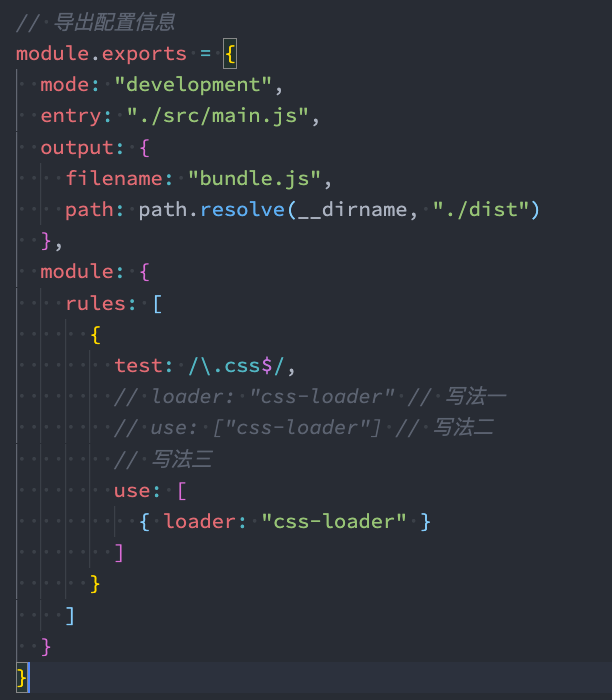 // 导出配置信息
module.exports = {
  mode: "development",
  entry: "./src/main.js",
  output: {
    filename: "bundle.js",
    path: path.resolve(__dirname, "./dist")
  },
  module: {
    rules: [
      {
        test: /\.css$/,
        // loader: "css-loader" // 写法一
        // use: ["css-loader"] // 写法二
        // 写法三
        use: [
          { loader: "css-loader" }
        ]
      }
    ]
  }
}